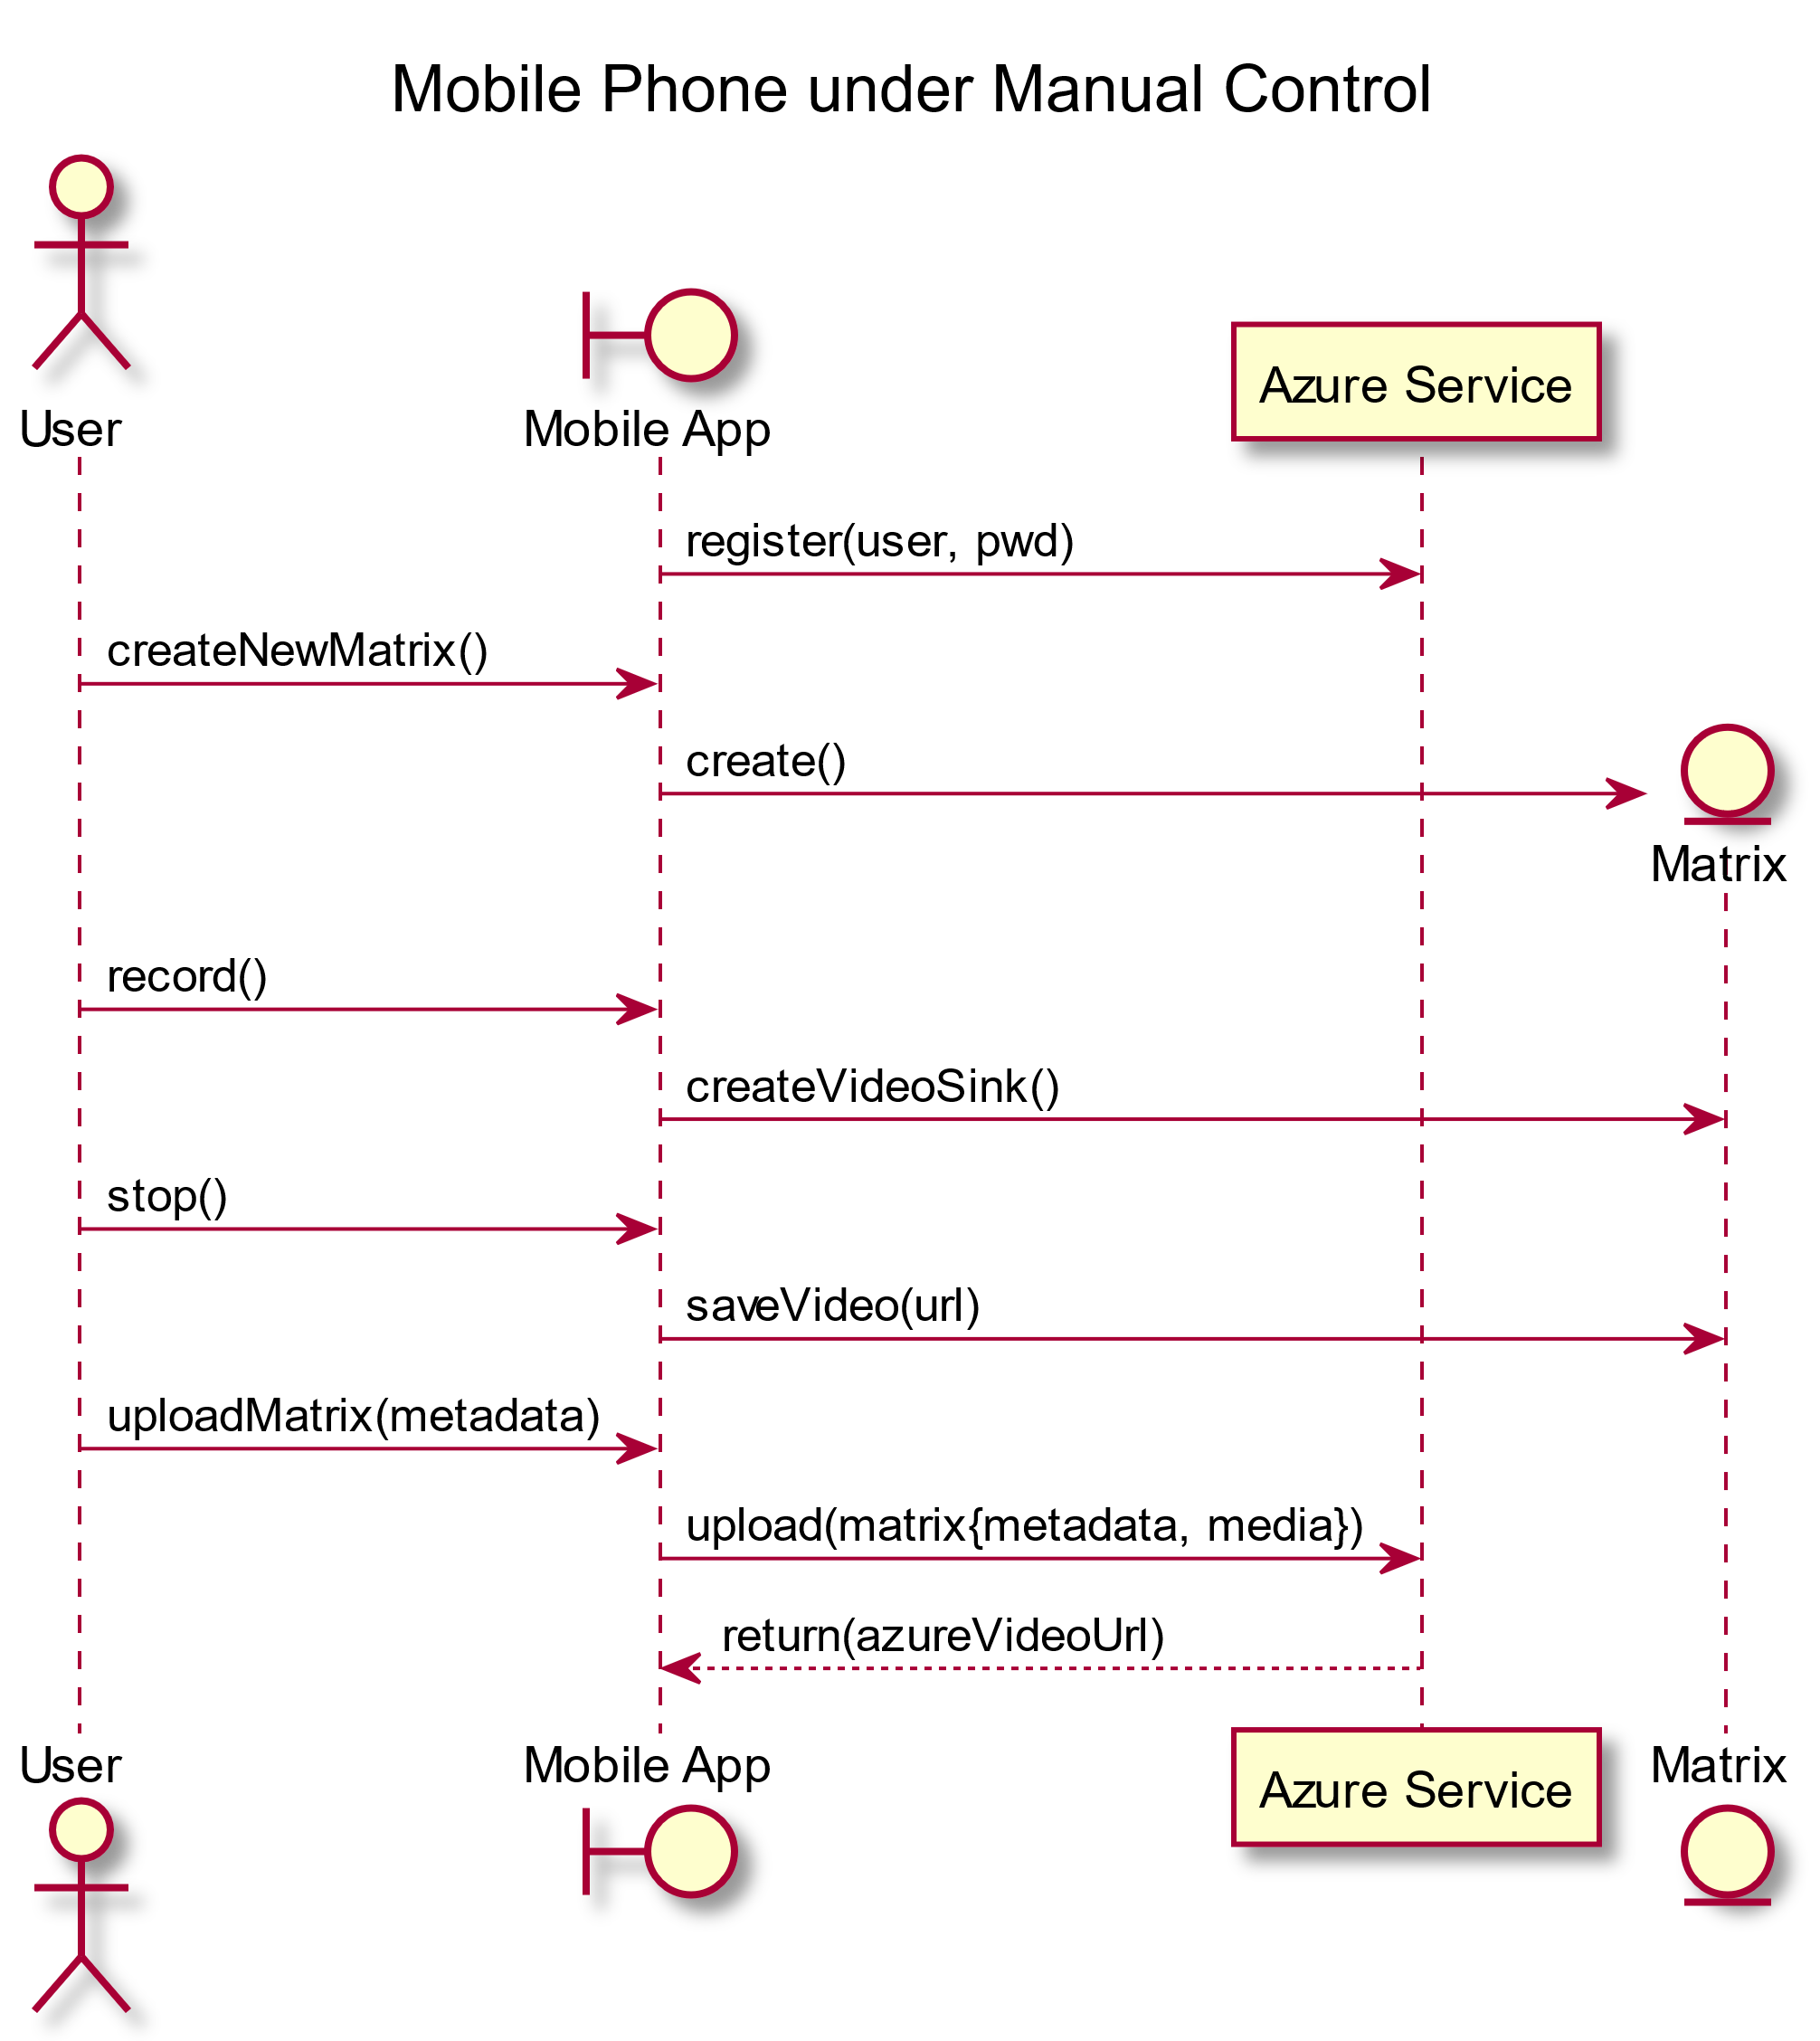 Mobile Phone under Manual Control
User
Mobile App
Azure Service
register(user, pwd)
createNewMatrix()
create()
Matrix
record()
createVideoSink()
stop()
saveVideo(url)
uploadMatrix(metadata)
upload(matrix{metadata, media})
return(azureVideoUrl)
User
Mobile App
Azure Service
Matrix